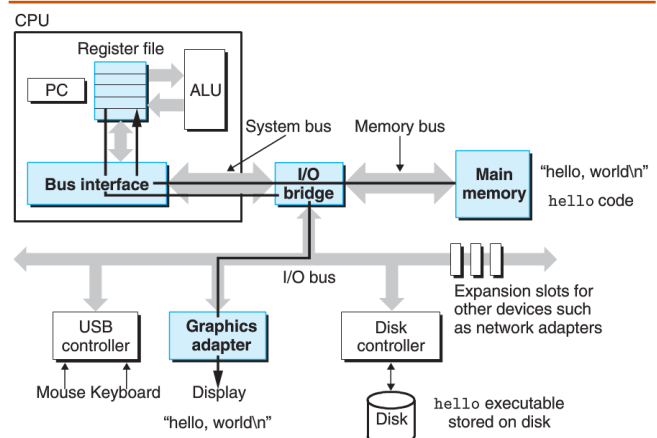 CPU
Register file
PC
ALU
System bus
Memory bus
Bus interface
I/O
bridge
Main
memory
"hello, world\n"
hello code
I/O bus
Expansion slots for
other devices such
as network adapters
USB
controller
Graphics
adapter
Disk
controller
Mouse Keyboard
Display
"hello, world\n"
Disk
hello executable
stored on disk